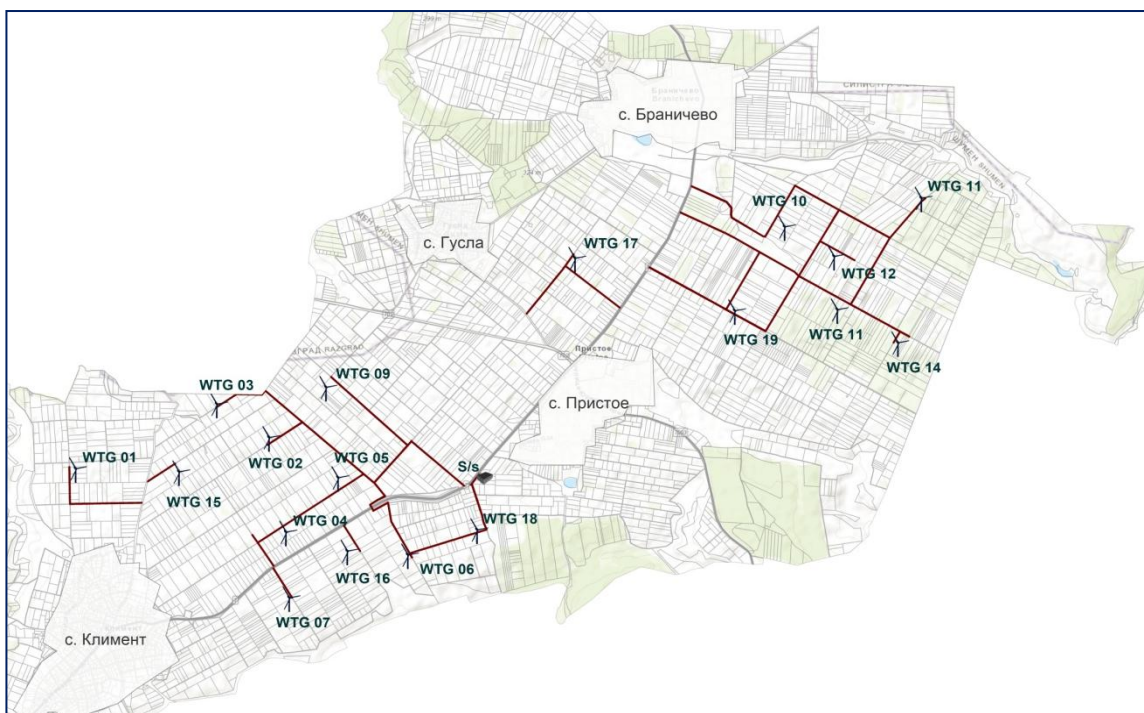 с. Браничево
Браничево
Branichevo
WTG 11
WTG 10
с. Гусла
WTG 17
WTG 12
WTG 19
WTG 11
WTG 14
Пристое
с. Пристое
WTG 03
WTG 09
WTG 01
WTG 02
WTG 05
S/s
WTG 15
WTG 04
WTG 18
WTG 16
WTG 06
WTG 07
с. Климент